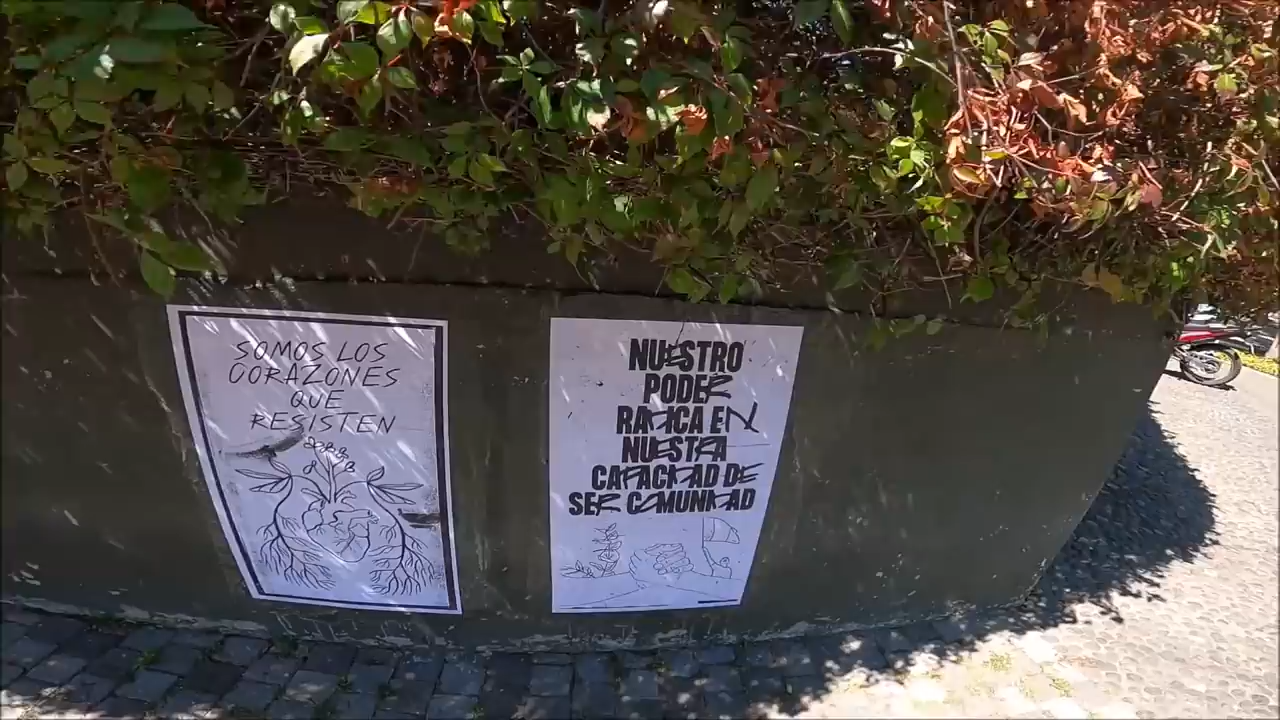 SOMOS LOS
CORAZONES
QUE
RESISTEN
NUESTRO
PODER
RADICA EN
NUESTRA
CAPACIDAD DE
SER COMUNIDAD